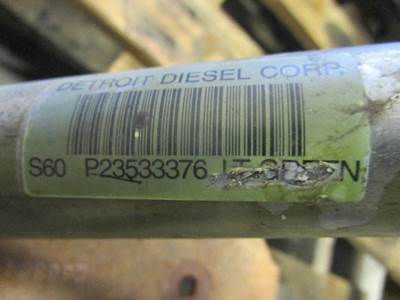 DETROIT DIESEL CORP.
S60 P23533376 LT GREEN